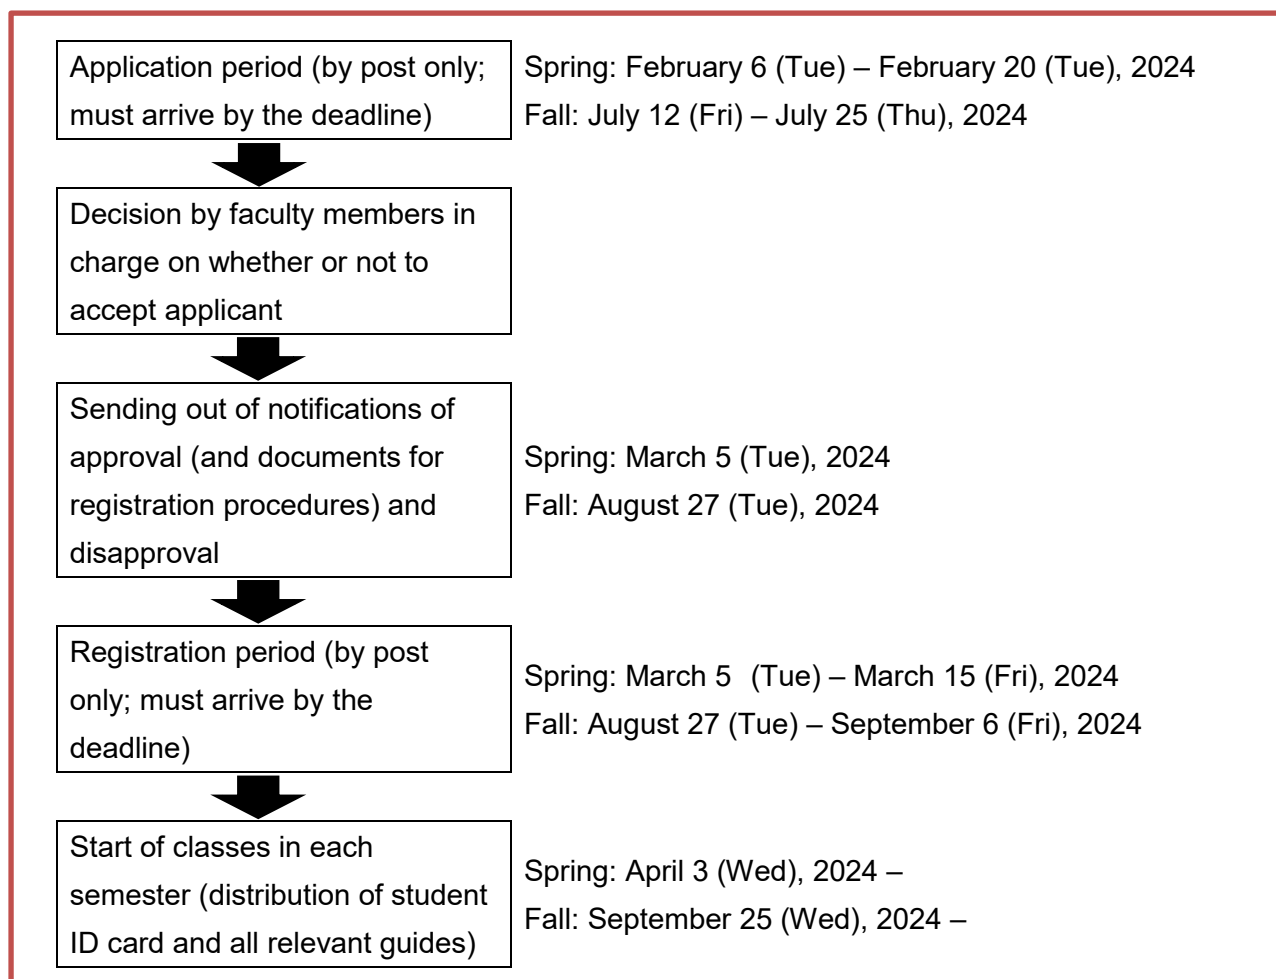 Application period (by post only;
must arrive by the deadline)
Spring: February 6 (Tue) – February 20 (Tue), 2024
Fall: July 12 (Fri) – July 25 (Thu), 2024
Decision by faculty members in
charge on whether or not to
accept applicant
Sending out of notifications of
approval (and documents for
registration procedures) and
disapproval
Spring: March 5 (Tue), 2024
Fall: August 27 (Tue), 2024
Registration period (by post
only; must arrive by the
deadline)
Spring: March 5 (Tue) – March 15 (Fri), 2024
Fall: August 27 (Tue) – September 6 (Fri), 2024
Start of classes in each
semester (distribution of student
ID card and all relevant guides)
Spring: April 3 (Wed), 2024 –
Fall: September 25 (Wed), 2024 –